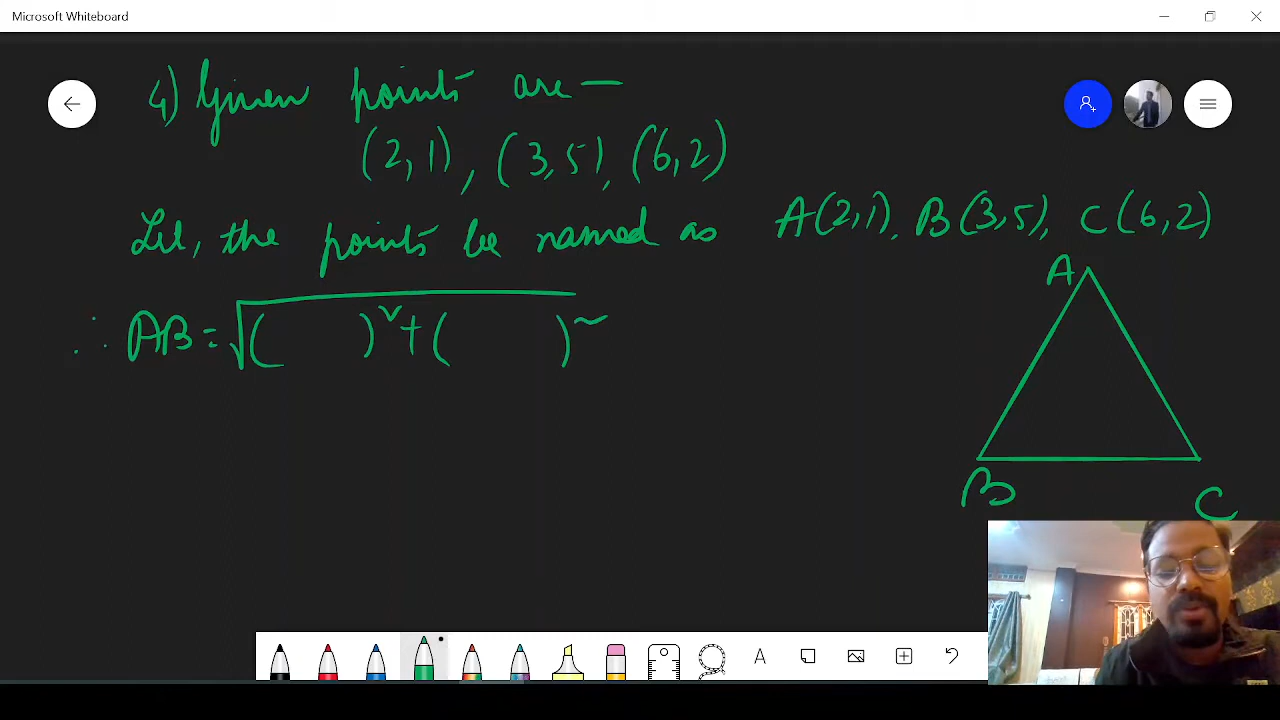 Microsoft Whiteboard
4) Given points are —
(2,1), (3,5), (6,2)
Let, the points be named as A(2,1), B(3,5), C(6,2)
∴ AB = √( )² + ( )²
A
B
C
A